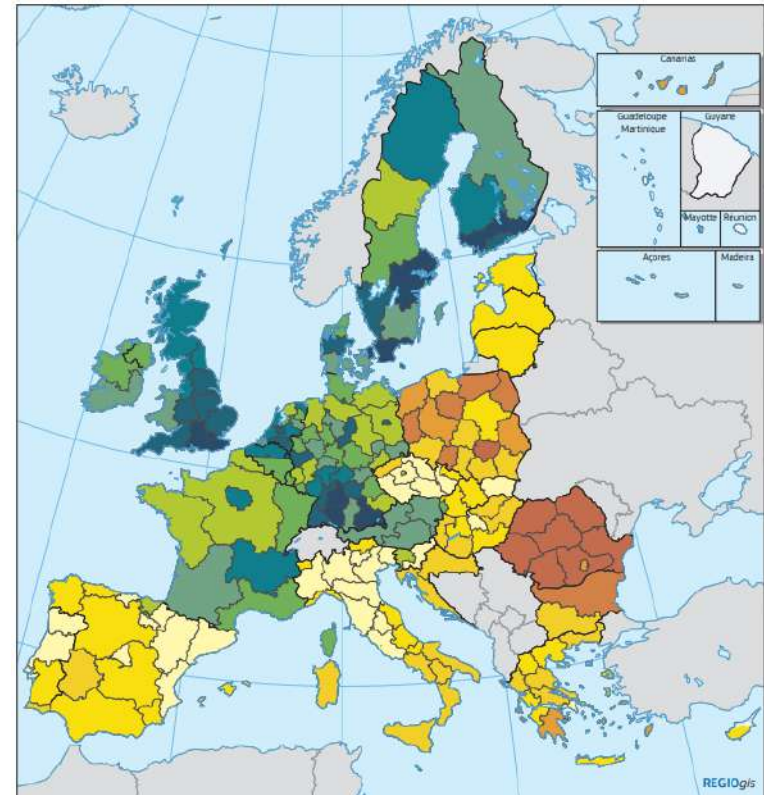 Canarias
Guadeloupe
Martinique
Guyane
Mayotte
Réunion
Açores
Madeira
REGIOgis